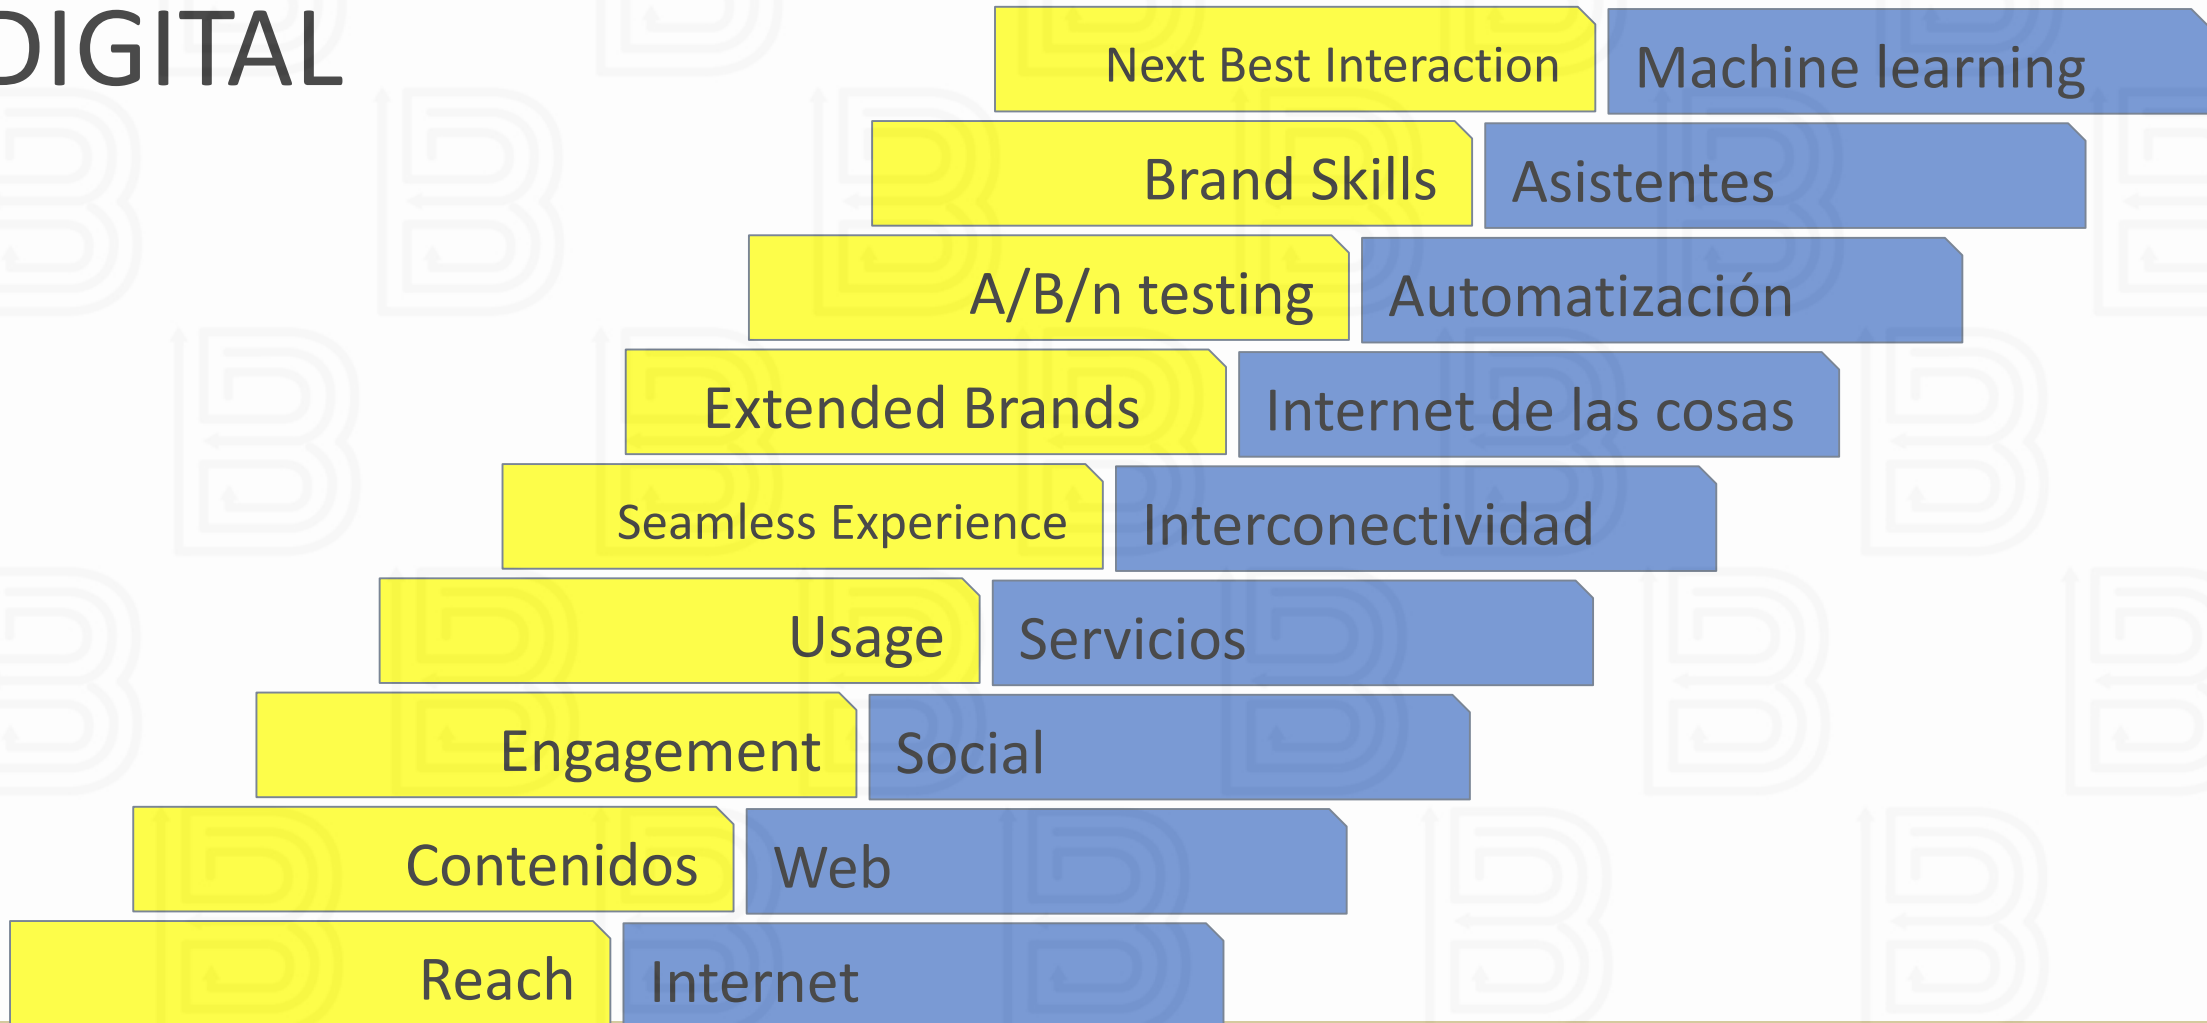 DIGITAL
Next Best Interaction Machine learning
Brand Skills Asistentes
A/B/n testing Automatización
Extended Brands Internet de las cosas
Seamless Experience Interconectividad
Usage Servicios
Engagement Social
Contenidos Web
Reach Internet